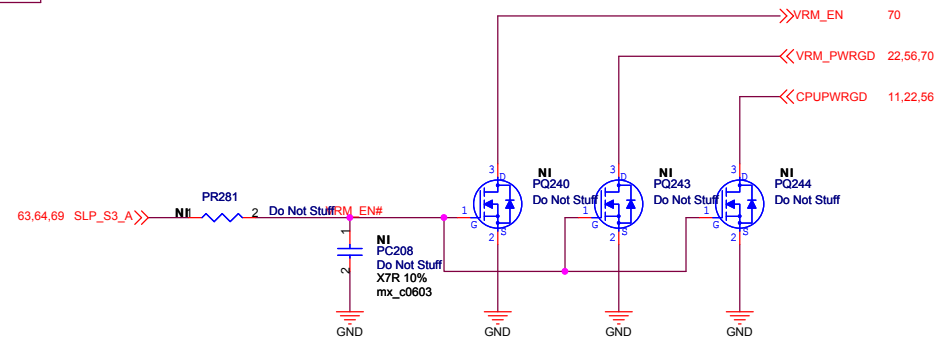 VRM_EN 70
VRM_PWRGD 22,56,70
CPUPWRGD 11,22,56
3 D
NI
PQ240
Do Not Stuff
1 G
2 S
3 D
NI
PQ243
Do Not Stuff
1 G
2 S
3 D
NI
PQ244
Do Not Stuff
1 G
2 S
PR281
63,64,69 SLP_S3_A
NI
1
2
Do Not Stuff
VRM_EN#
1
NI
PC208
Do Not Stuff
2
X7R 10%
mx_c0603
GND
GND
GND
GND